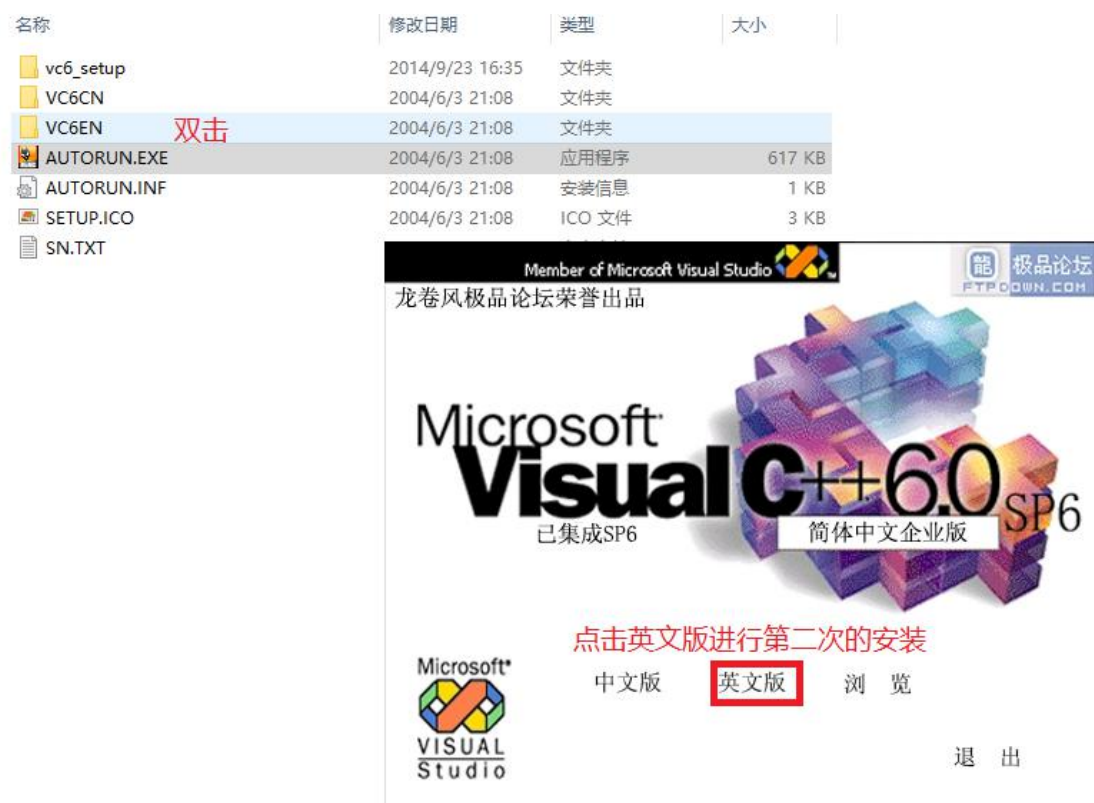 名称 修改日期 类型 大小
vc6_setup 2014/9/23 16:35 文件夹
VC6CN 2004/6/3 21:08 文件夹
VC6EN 双击 2004/6/3 21:08 文件夹
AUTORUN.EXE 2004/6/3 21:08 应用程序 617 KB
AUTORUN.INF 2004/6/3 21:08 安装信息 1 KB
SETUP.ICO 2004/6/3 21:08 ICO 文件 3 KB
SN.TXT
Member of Microsoft Visual Studio
龍 极品论坛
FTPDOWN.COM
龙卷风极品论坛荣誉出品
Microsoft
Visual C++6.0 SP6
已集成SP6 简体中文企业版
点击英文版进行第二次的安装
中文版 英文版 浏 览
Microsoft
VISUAL
Studio
退 出